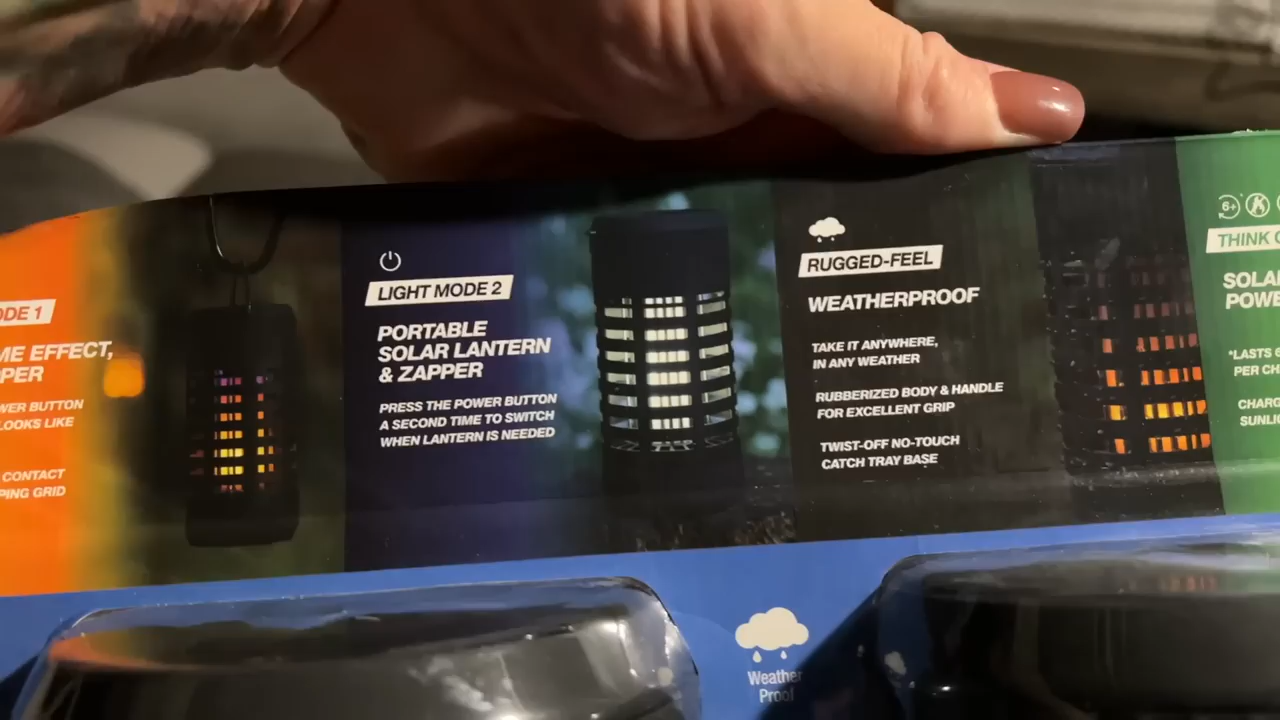 ODE 1
ME EFFECT,
PER
WER BUTTON
LOOKS LIKE
CONTACT
PING GRID
LIGHT MODE 2
PORTABLE
SOLAR LANTERN
& ZAPPER
PRESS THE POWER BUTTON
A SECOND TIME TO SWITCH
WHEN LANTERN IS NEEDED
RUGGED-FEEL
WEATHERPROOF
TAKE IT ANYWHERE,
IN ANY WEATHER
RUBBERIZED BODY & HANDLE
FOR EXCELLENT GRIP
TWIST-OFF NO-TOUCH
CATCH TRAY BASE
6+
THINK
SOLA
POWE
*LASTS
PER CH
CHARG
SUNLI
Weather
Proof